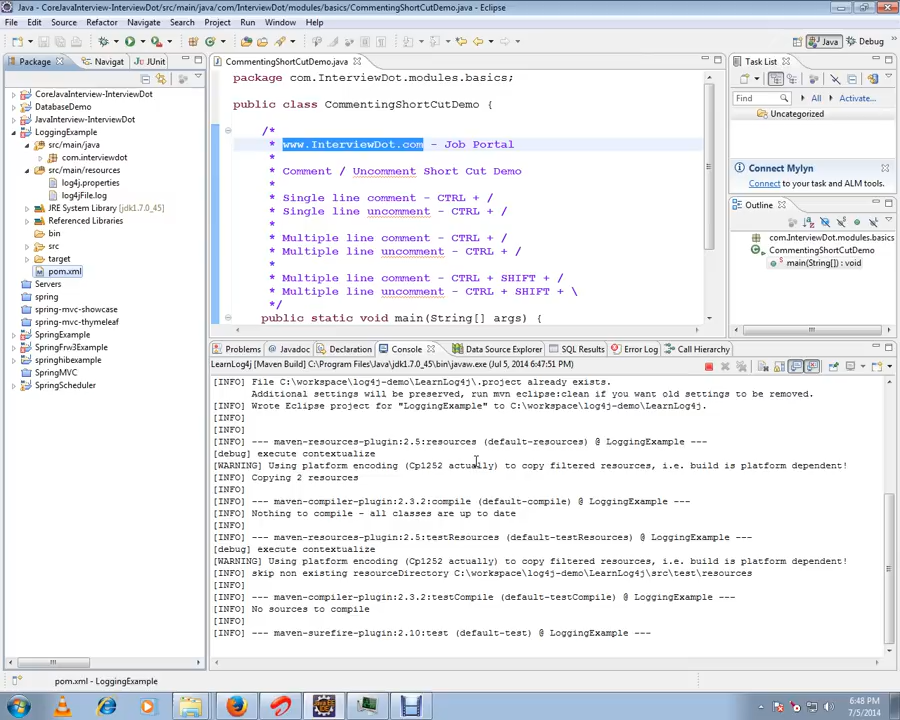 Java - CoreJavaInterview-InterviewDot/src/main/java/com/InterviewDot/modules/basics/CommentingShortCutDemo.java - Eclipse
File Edit Source Refactor Navigate Search Project Run Window Help
Java Debug
Package Navigat JUnit
CoreJavaInterview-InterviewDot
DatabaseDemo
JavaInterview-InterviewDot
LoggingExample
src/main/java
com.interviewdot
src/main/resources
log4j.properties
log4jFile.log
JRE System Library [jdk1.7.0_45]
Referenced Libraries
bin
src
target
pom.xml
Servers
spring
spring-mvc-showcase
spring-mvc-thymeleaf
SpringExample
SpringFrw3Example
springhibexample
SpringMVC
SpringScheduler
CommentingShortCutDemo.java
package com.InterviewDot.modules.basics;
public class CommentingShortCutDemo {
/*
* www.InterviewDot.com - Job Portal
*
* Comment / Uncomment Short Cut Demo
*
* Single line comment - CTRL + /
* Single line uncomment - CTRL + /
*
* Multiple line comment - CTRL + /
* Multiple line uncomment - CTRL + /
*
* Multiple line comment - CTRL + SHIFT + /
* Multiple line uncomment - CTRL + SHIFT + \
*/
public static void main(String[] args) {
Task List
Find All Activate...
Uncategorized
Connect Mylyn
Connect to your task and ALM tools.
Outline
com.InterviewDot.modules.basics
CommentingShortCutDemo
main(String[]) : void
Problems Javadoc Declaration Console Data Source Explorer SQL Results Error Log Call Hierarchy
LearnLog4j [Maven Build] C:\Program Files\Java\jdk1.7.0_45\bin\javaw.exe (Jul 5, 2014 6:47:51 PM)
[INFO] File C:\workspace\log4j-demo\LearnLog4j\.project already exists.
Additional settings will be preserved, run mvn eclipse:clean if you want old settings to be removed.
[INFO] Wrote Eclipse project for "LoggingExample" to C:\workspace\log4j-demo\LearnLog4j.
[INFO]
[INFO]
[INFO] --- maven-resources-plugin:2.5:resources (default-resources) @ LoggingExample ---
[debug] execute contextualize
[WARNING] Using platform encoding (Cp1252 actually) to copy filtered resources, i.e. build is platform dependent!
[INFO] Copying 2 resources
[INFO]
[INFO] --- maven-compiler-plugin:2.3.2:compile (default-compile) @ LoggingExample ---
[INFO] Nothing to compile - all classes are up to date
[INFO]
[INFO] --- maven-resources-plugin:2.5:testResources (default-testResources) @ LoggingExample ---
[debug] execute contextualize
[WARNING] Using platform encoding (Cp1252 actually) to copy filtered resources, i.e. build is platform dependent!
[INFO] skip non existing resourceDirectory C:\workspace\log4j-demo\LearnLog4j\src\test\resources
[INFO]
[INFO] --- maven-compiler-plugin:2.3.2:testCompile (default-testCompile) @ LoggingExample ---
[INFO] No sources to compile
[INFO]
[INFO] --- maven-surefire-plugin:2.10:test (default-test) @ LoggingExample ---
pom.xml - LoggingExample
6:48 PM
7/5/2014